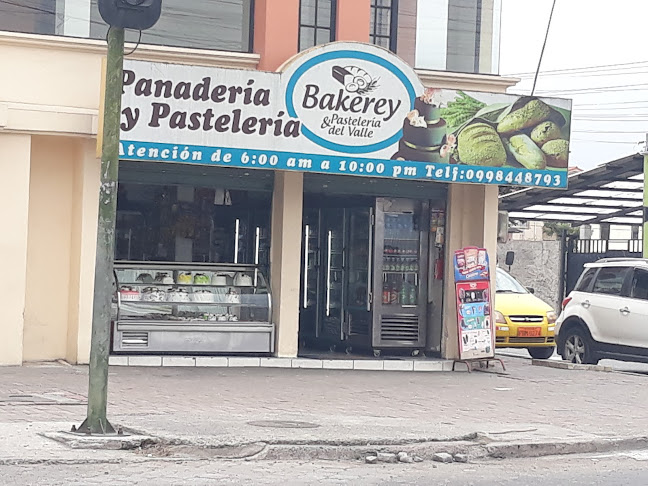 Panadería
y Pastelería
Bakerey
& Pastelería
del Valle
Atención de 6:00 am a 10:00 pm Telf:0998448793